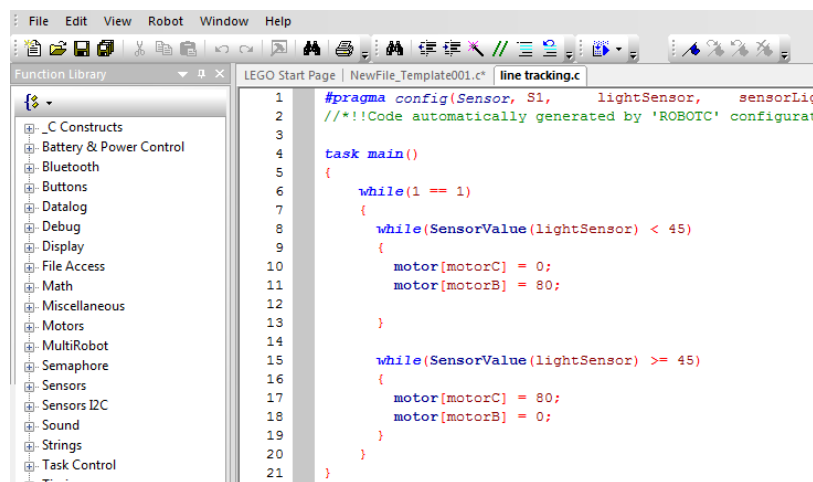 File Edit View Robot Window Help
Function Library
LEGO Start Page | NewFile_Template001.c* line tracking.c
_C Constructs
Battery & Power Control
Bluetooth
Buttons
Datalog
Debug
Display
File Access
Math
Miscellaneous
Motors
MultiRobot
Semaphore
Sensors
Sensors I2C
Sound
Strings
Task Control
1 #pragma config(Sensor, S1, lightSensor, sensorLig
2 //*!!Code automatically generated by 'ROBOTC' configurat
3
4 task main()
5 {
6 while(1 == 1)
7 {
8 while(SensorValue(lightSensor) < 45)
9 {
10 motor[motorC] = 0;
11 motor[motorB] = 80;
12
13 }
14
15 while(SensorValue(lightSensor) >= 45)
16 {
17 motor[motorC] = 80;
18 motor[motorB] = 0;
19 }
20 }
21 }